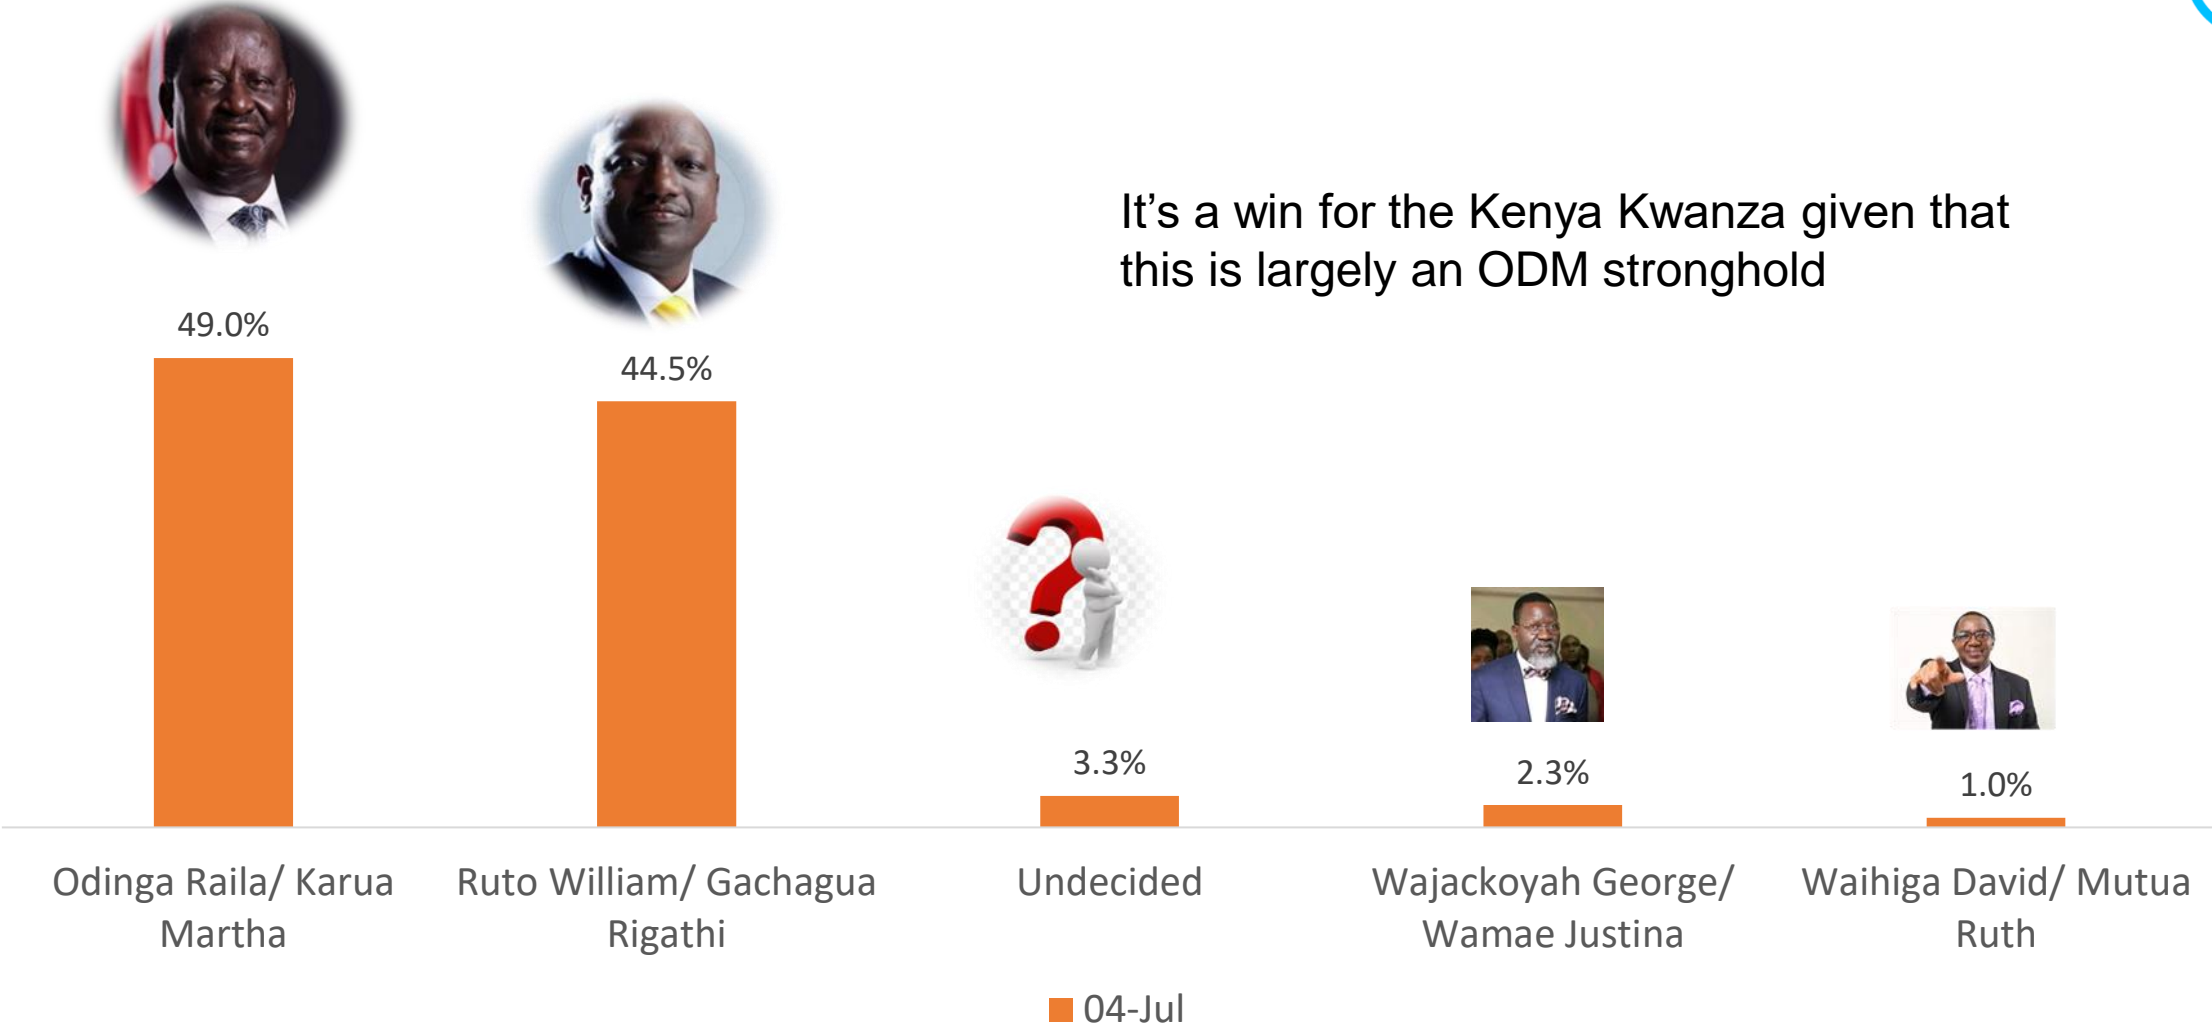 It’s a win for the Kenya Kwanza given that
this is largely an ODM stronghold
49.0%
44.5%
3.3%
2.3%
1.0%
Odinga Raila/ Karua
Martha
Ruto William/ Gachagua
Rigathi
Undecided
Wajackoyah George/
Wamae Justina
Waihiga David/ Mutua
Ruth
04-Jul